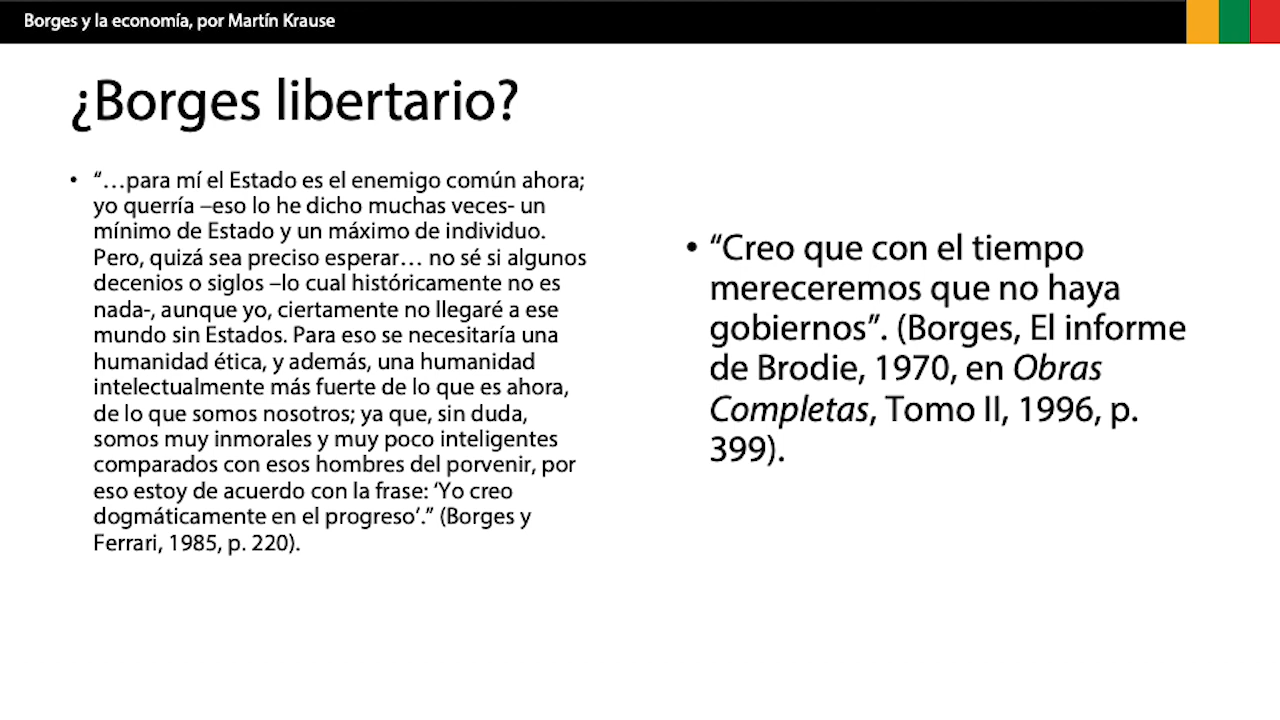 Borges y la economía, por Martín Krause
¿Borges libertario?
• “…para mí el Estado es el enemigo común ahora;
yo querría –eso lo he dicho muchas veces- un
mínimo de Estado y un máximo de individuo.
Pero, quizá sea preciso esperar… no sé si algunos
decenios o siglos –lo cual históricamente no es
nada-, aunque yo, ciertamente no llegaré a ese
mundo sin Estados. Para eso se necesitaría una
humanidad ética, y además, una humanidad
intelectualmente más fuerte de lo que es ahora,
de lo que somos nosotros; ya que, sin duda,
somos muy inmorales y muy poco inteligentes
comparados con esos hombres del porvenir, por
eso estoy de acuerdo con la frase: ‘Yo creo
dogmáticamente en el progreso’.” (Borges y
Ferrari, 1985, p. 220).
• “Creo que con el tiempo
mereceremos que no haya
gobiernos”. (Borges, El informe
de Brodie, 1970, en Obras
Completas, Tomo II, 1996, p.
399).